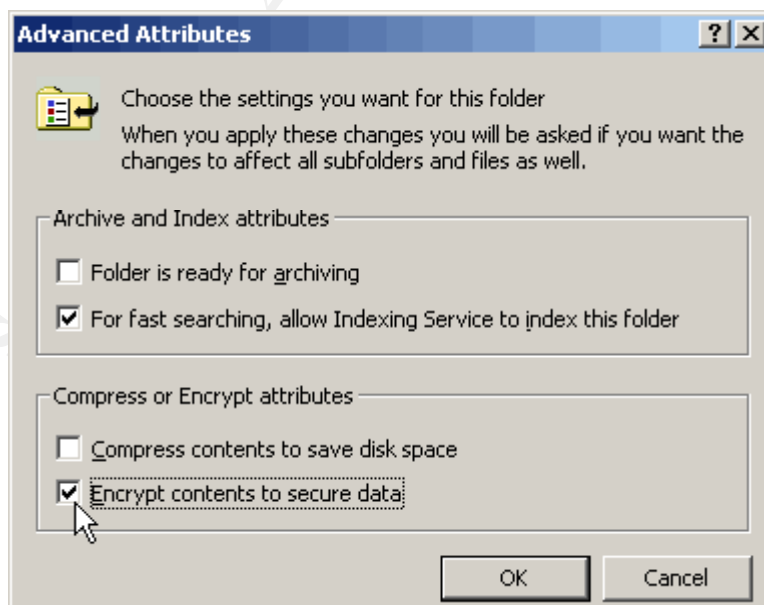 Advanced Attributes
Choose the settings you want for this folder
When you apply these changes you will be asked if you want the
changes to affect all subfolders and files as well.
Archive and Index attributes
Folder is ready for archiving
For fast searching, allow Indexing Service to index this folder
Compress or Encrypt attributes
Compress contents to save disk space
Encrypt contents to secure data
OK Cancel